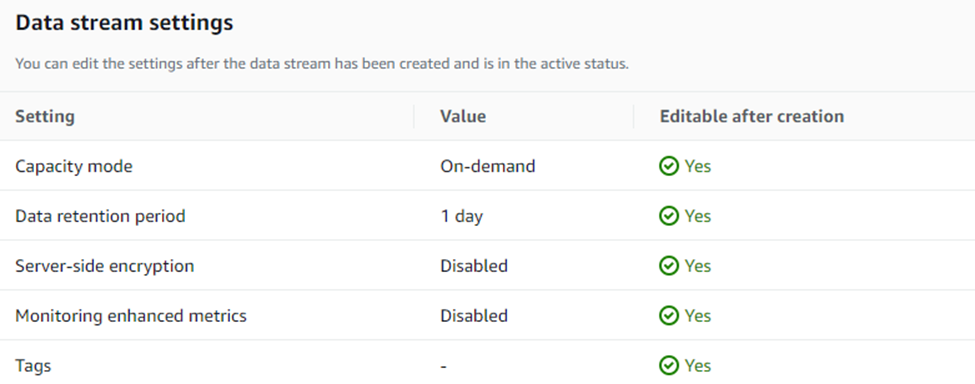 Data stream settings
You can edit the settings after the data stream has been created and is in the active status.
Setting Value Editable after creation
Capacity mode On-demand Yes
Data retention period 1 day Yes
Server-side encryption Disabled Yes
Monitoring enhanced metrics Disabled Yes
Tags - Yes